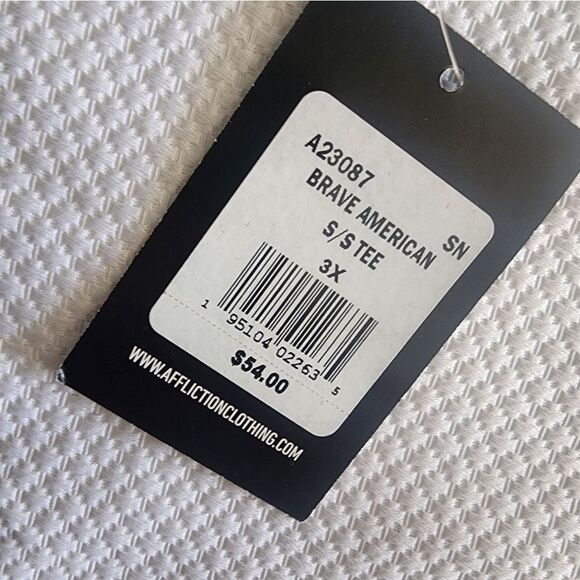 A23087 SN
BRAVE AMERICAN
S/S TEE
3X
1 95104 02263 5
$54.00
WWW.AFFLICTIONCLOTHING.COM